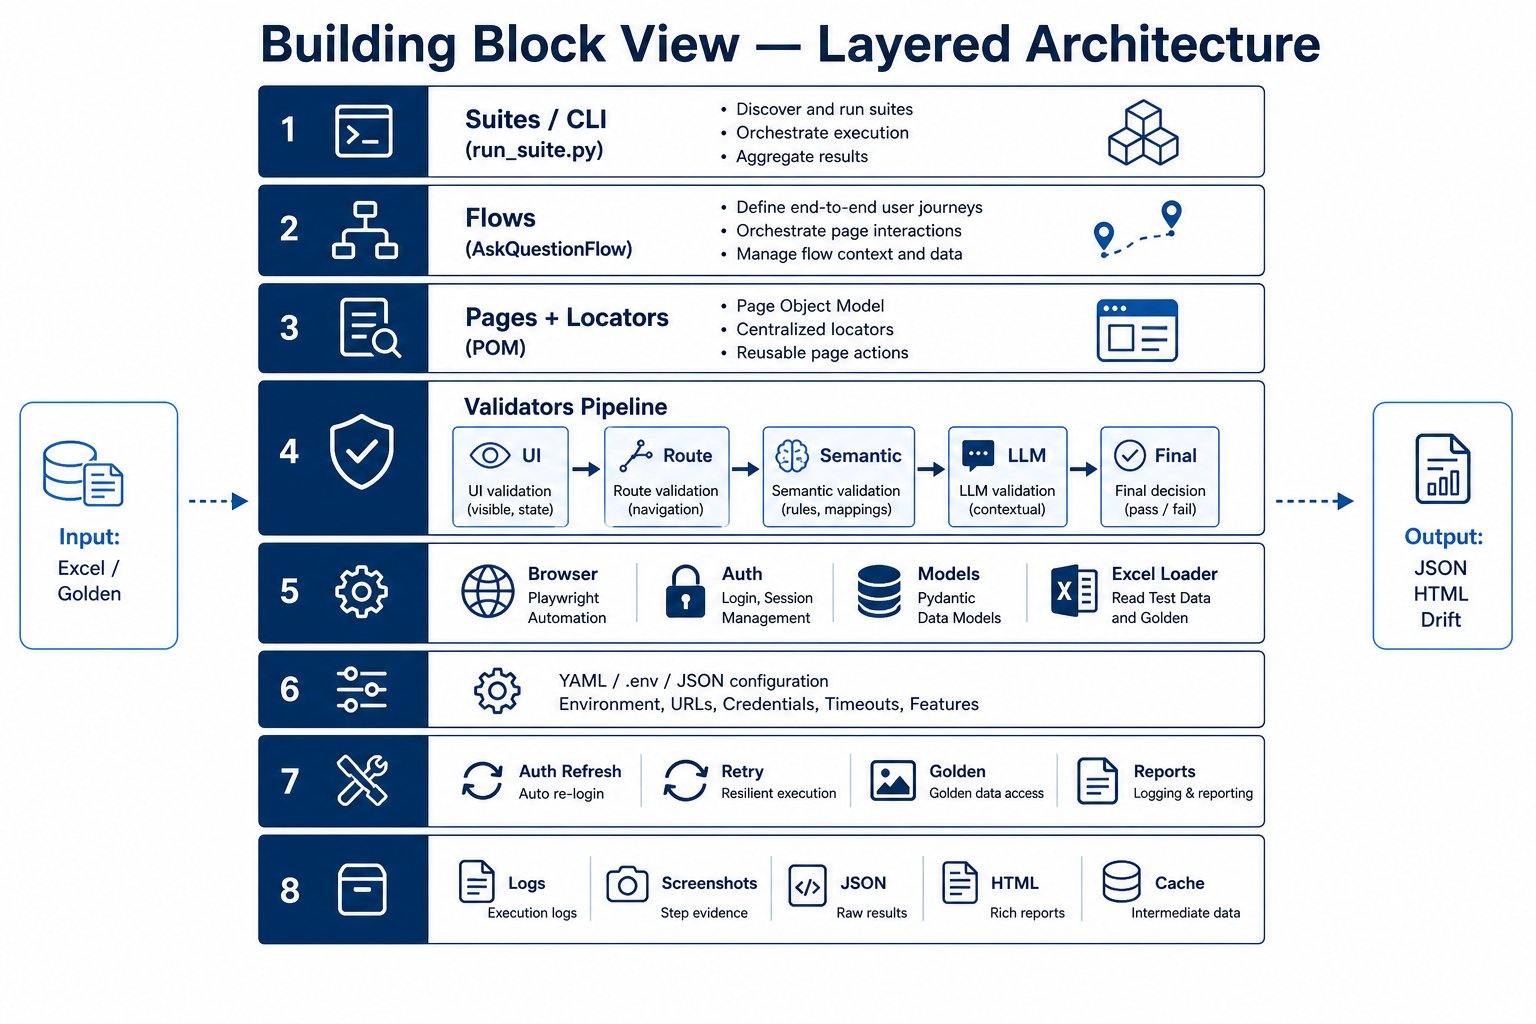 Building Block View — Layered Architecture
1
Suites / CLI
(run_suite.py)
• Discover and run suites
• Orchestrate execution
• Aggregate results
2
Flows
(AskQuestionFlow)
• Define end-to-end user journeys
• Orchestrate page interactions
• Manage flow context and data
3
Pages + Locators
(POM)
• Page Object Model
• Centralized locators
• Reusable page actions
Input:
Excel /
Golden
4
Validators Pipeline
UI
UI validation
(visible, state)
Route
Route validation
(navigation)
Semantic
Semantic validation
(rules, mappings)
LLM
LLM validation
(contextual)
Final
Final decision
(pass / fail)
Output:
JSON
HTML
Drift
5
Browser
Playwright
Automation
Auth
Login, Session
Management
Models
Pydantic
Data Models
X
Excel Loader
Read Test Data
and Golden
6
YAML / .env / JSON configuration
Environment, URLs, Credentials, Timeouts, Features
7
Auth Refresh
Auto re-login
Retry
Resilient execution
Golden
Golden data access
Reports
Logging & reporting
8
Logs
Execution logs
Screenshots
Step evidence
</>
JSON
Raw results
HTML
Rich reports
Cache
Intermediate data